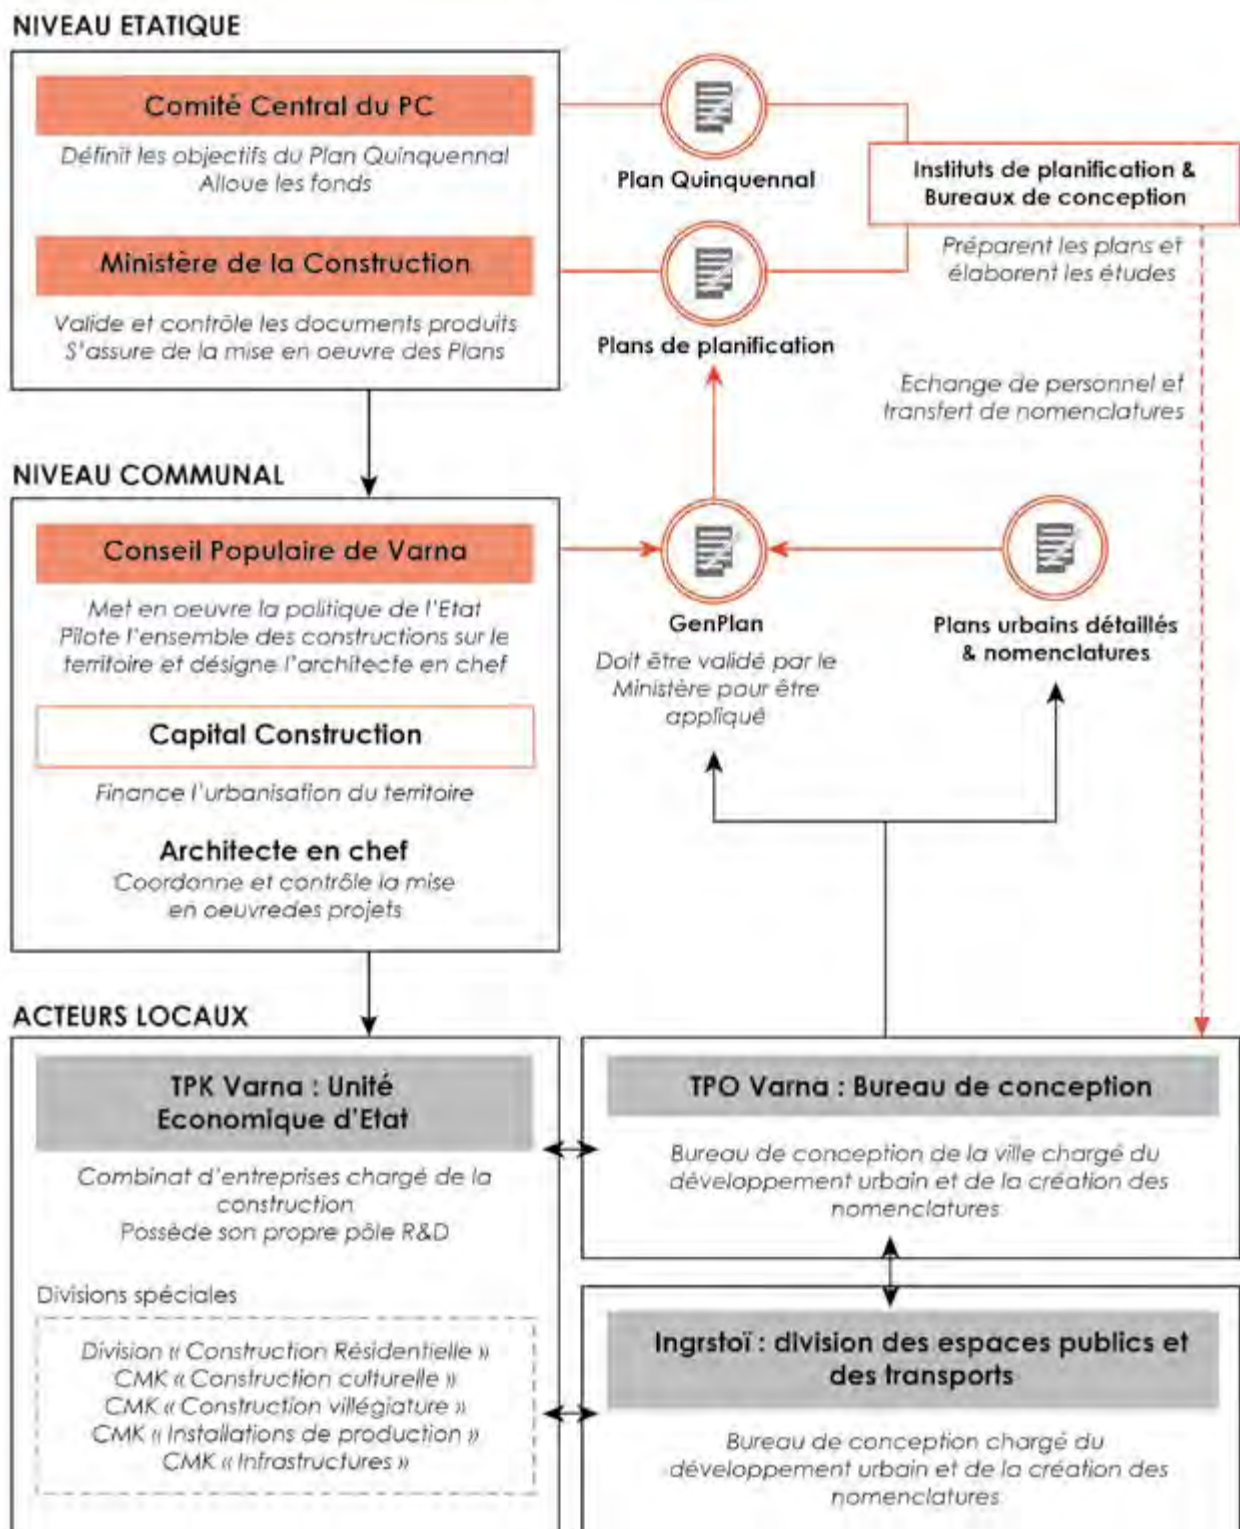 NIVEAU ETATIQUE
Comité Central du PC
Définit les objectifs du Plan Quinquennal
Alloue les fonds
Ministère de la Construction
Valide et contrôle les documents produits
S'assure de la mise en oeuvre des Plans
Plan Quinquennal
Plans de planification
Instituts de planification &
Bureaux de conception
Préparent les plans et
élaborent les études
Echange de personnel et
transfert de nomenclatures
NIVEAU COMMUNAL
Conseil Populaire de Varna
Met en oeuvre la politique de l'Etat
Pilote l'ensemble des constructions sur le
territoire et désigne l'architecte en chef
Capital Construction
Finance l'urbanisation du territoire
Architecte en chef
Coordonne et contrôle la mise
en oeuvredes projets
GenPlan
Doit être validé par le
Ministère pour être
appliqué
Plans urbains détaillés
& nomenclatures
ACTEURS LOCAUX
TPK Varna : Unité
Economique d'Etat
Combinat d'entreprises chargé de la
construction
Possède son propre pôle R&D
Divisions spéciales
Division « Construction Résidentielle »
CMK « Construction culturelle »
CMK « Construction villégiature »
CMK « Installations de production »
CMK « Infrastructures »
TPO Varna : Bureau de conception
Bureau de conception de la ville chargé du
développement urbain et de la création des
nomenclatures
Ingrstoï : division des espaces publics et
des transports
Bureau de conception chargé du
développement urbain et de la création des
nomenclatures